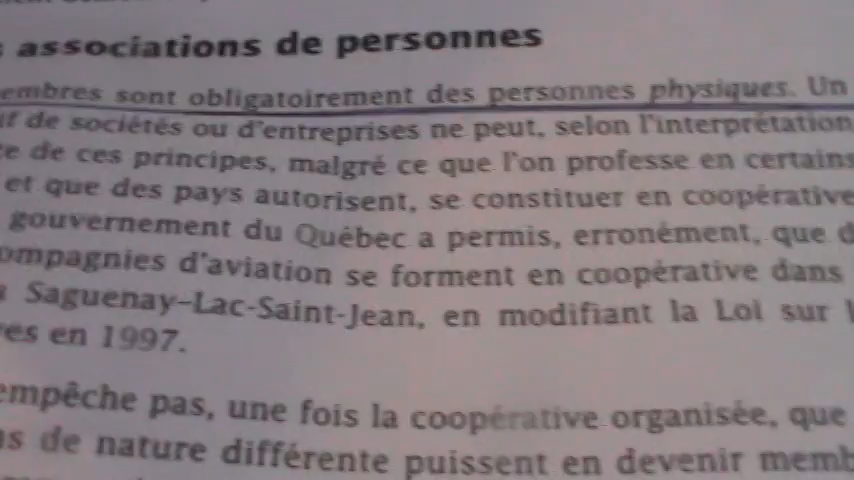 associations de personnes
embres sont obligatoirement des personnes physiques. Un
if de sociétés ou d'entreprises ne peut, selon l'interprétation
e de ces principes, malgré ce que l'on professe en certains
et que des pays autorisent, se constituer en coopérative
gouvernement du Québec a permis, erronément, que d
ompagnies d'aviation se forment en coopérative dans
Saguenay–Lac-Saint-Jean, en modifiant la Loi sur l
es en 1997.
empêche pas, une fois la coopérative organisée, que
s de nature différente puissent en devenir memb